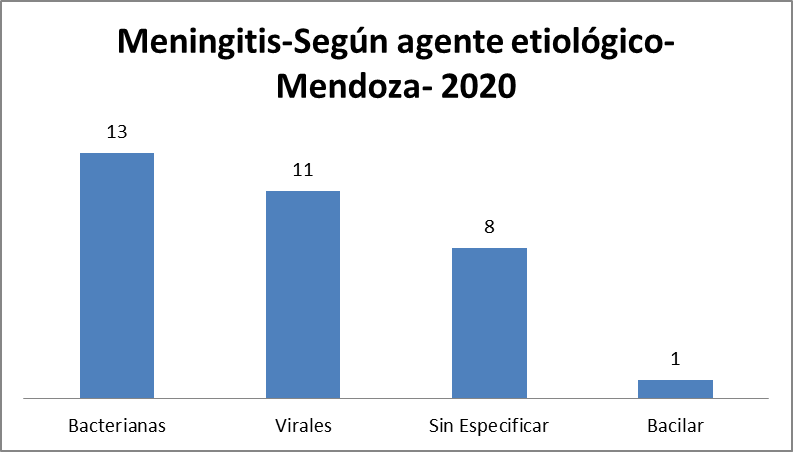 Meningitis-Según agente etiológico-
Mendoza- 2020
13
11
8
1
Bacterianas
Virales
Sin Especificar
Bacilar